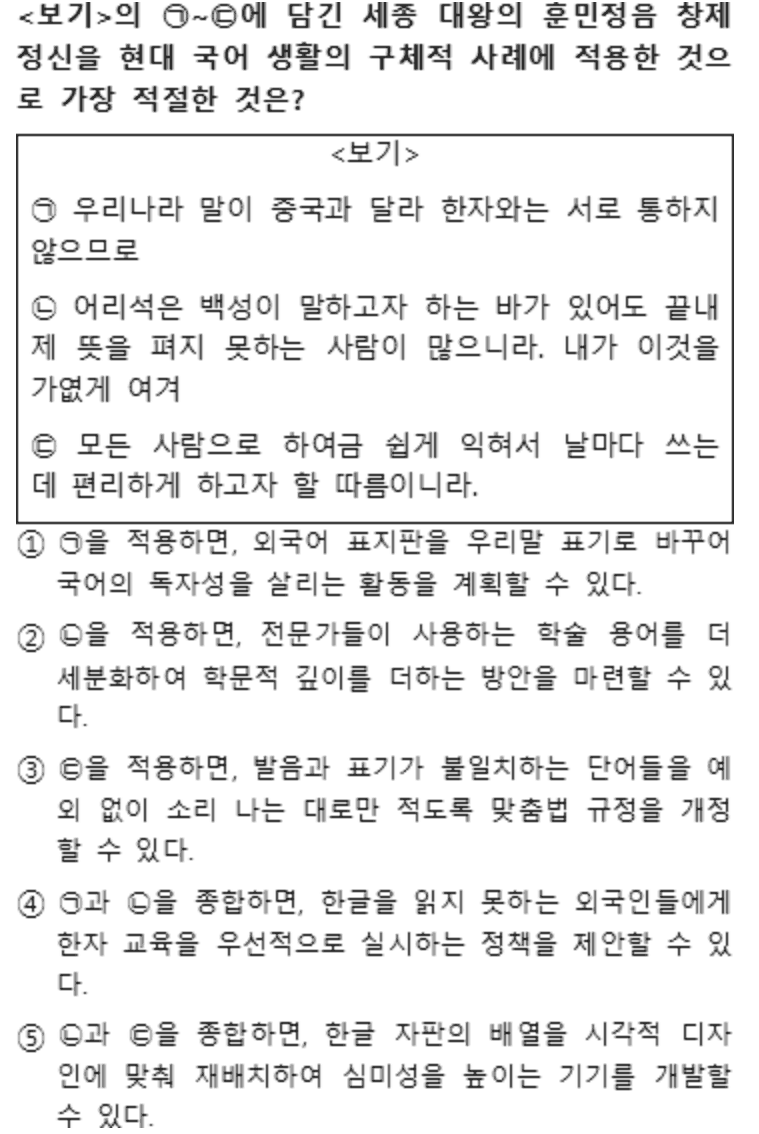 <보기>의 ㉠~㉢에 담긴 세종 대왕의 훈민정음 창제
정신을 현대 국어 생활의 구체적 사례에 적용한 것으
로 가장 적절한 것은?
<보기>
㉠ 우리나라 말이 중국과 달라 한자와는 서로 통하지
않으므로
㉡ 어리석은 백성이 말하고자 하는 바가 있어도 끝내
제 뜻을 펴지 못하는 사람이 많으니라. 내가 이것을
가엾게 여겨
㉢ 모든 사람으로 하여금 쉽게 익혀서 날마다 쓰는
데 편리하게 하고자 할 따름이니라.
① ㉠을 적용하면, 외국어 표지판을 우리말 표기로 바꾸어
국어의 독자성을 살리는 활동을 계획할 수 있다.
② ㉡을 적용하면, 전문가들이 사용하는 학술 용어를 더
세분화하여 학문적 깊이를 더하는 방안을 마련할 수 있
다.
③ ㉢을 적용하면, 발음과 표기가 불일치하는 단어들을 예
외 없이 소리 나는 대로만 적도록 맞춤법 규정을 개정
할 수 있다.
④ ㉠과 ㉡을 종합하면, 한글을 읽지 못하는 외국인들에게
한자 교육을 우선적으로 실시하는 정책을 제안할 수 있
다.
⑤ ㉡과 ㉢을 종합하면, 한글 자판의 배열을 시각적 디자
인에 맞춰 재배치하여 심미성을 높이는 기기를 개발할
수 있다.